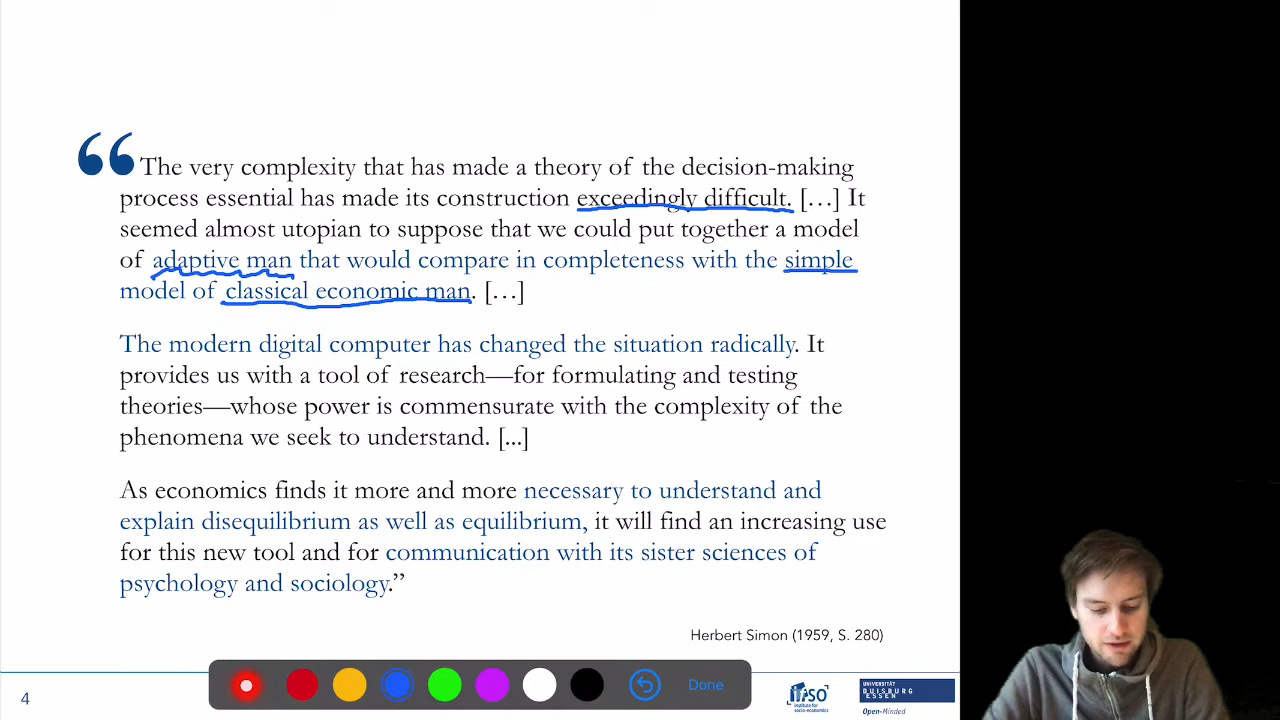 “The very complexity that has made a theory of the decision-making
process essential has made its construction exceedingly difficult. […] It
seemed almost utopian to suppose that we could put together a model
of adaptive man that would compare in completeness with the simple
model of classical economic man. […]
The modern digital computer has changed the situation radically. It
provides us with a tool of research—for formulating and testing
theories—whose power is commensurate with the complexity of the
phenomena we seek to understand. [...]
As economics finds it more and more necessary to understand and
explain disequilibrium as well as equilibrium, it will find an increasing use
for this new tool and for communication with its sister sciences of
psychology and sociology.”
Herbert Simon (1959, S. 280)
4
Done
ifso
institute for
socio-economics
UNIVERSITÄT
DUISBURG
ESSEN
Open-Minded